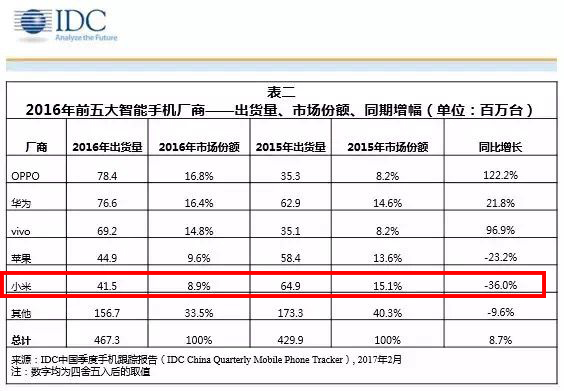 IDC
Analyze the Future
表二
2016年前五大智能手机厂商——出货量、市场份额、同期增幅（单位：百万台）
厂商 2016年出货量 2016年市场份额 2015年出货量 2015年市场份额 同比增长
OPPO 78.4 16.8% 35.3 8.2% 122.2%
华为 76.6 16.4% 62.9 14.6% 21.8%
vivo 69.2 14.8% 35.1 8.2% 96.9%
苹果 44.9 9.6% 58.4 13.6% -23.2%
小米 41.5 8.9% 64.9 15.1% -36.0%
其他 156.7 33.5% 173.3 40.3% -9.6%
总计 467.3 100% 429.9 100% 8.7%
来源：IDC中国季度手机跟踪报告（IDC China Quarterly Mobile Phone Tracker），2017年2月
注：数字均为四舍五入后的取值